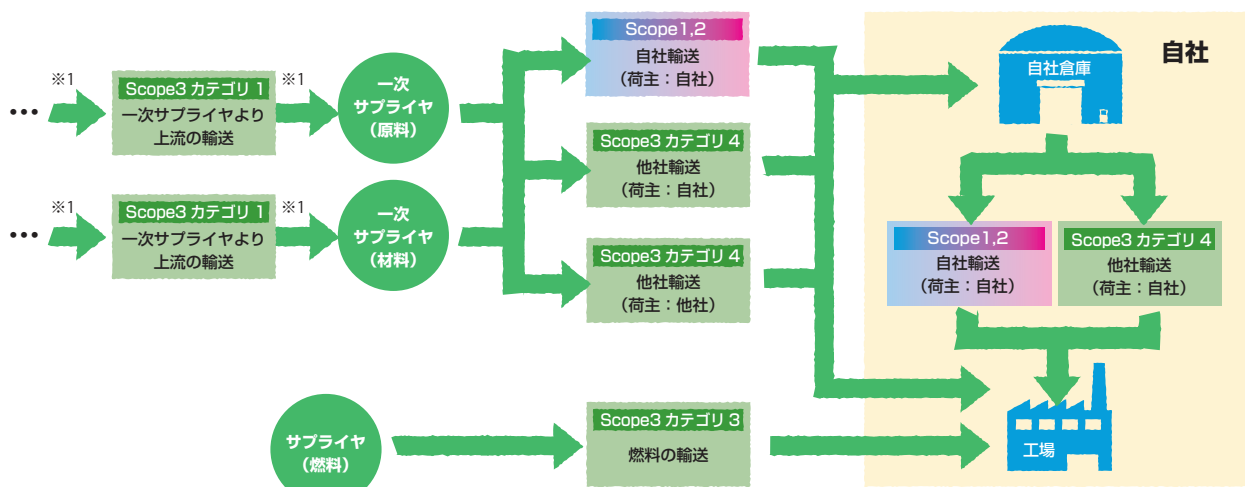 ※1
Scope3 カテゴリ 1
一次サプライヤより
上流の輸送
※1
一次
サプライヤ
（原料）
※1
Scope3 カテゴリ 1
一次サプライヤより
上流の輸送
※1
一次
サプライヤ
（材料）
Scope1,2
自社輸送
（荷主：自社）
Scope3 カテゴリ 4
他社輸送
（荷主：自社）
Scope3 カテゴリ 4
他社輸送
（荷主：他社）
サプライヤ
（燃料）
Scope3 カテゴリ 3
燃料の輸送
自社
自社倉庫
Scope1,2
自社輸送
（荷主：自社）
Scope3 カテゴリ 4
他社輸送
（荷主：自社）
工場